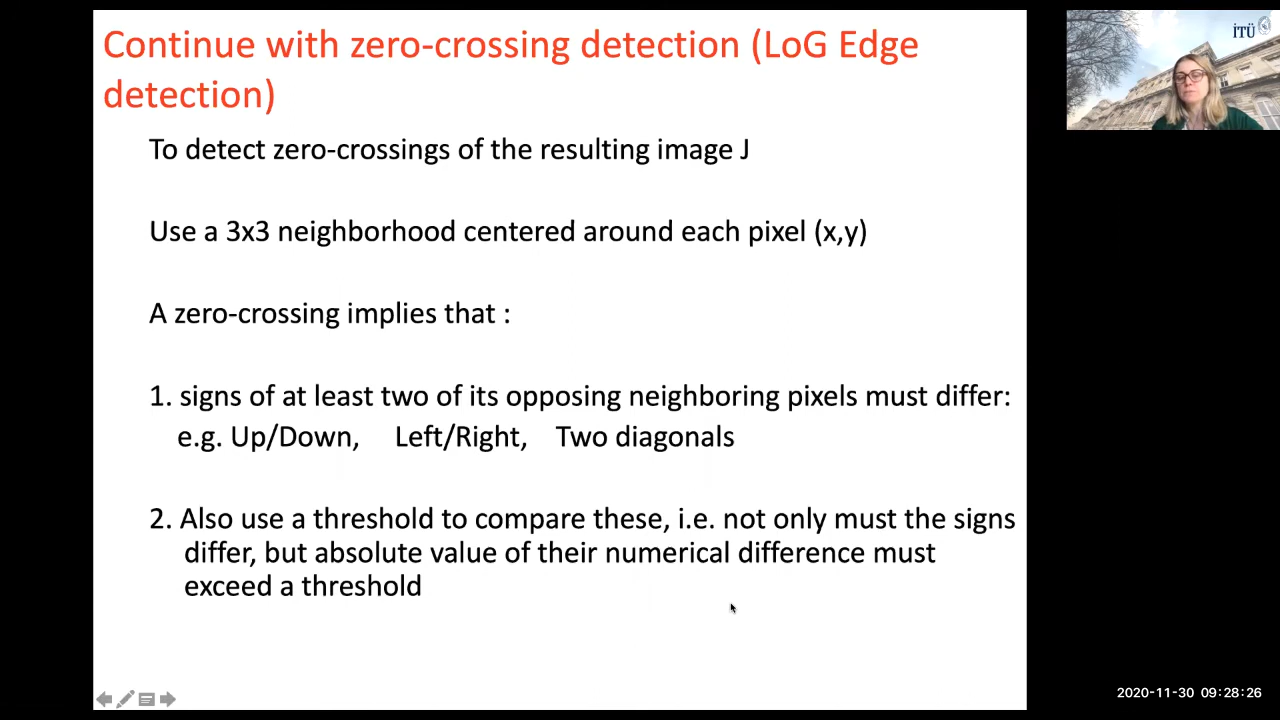 Continue with zero-crossing detection (LoG Edge
detection)
To detect zero-crossings of the resulting image J
Use a 3x3 neighborhood centered around each pixel (x,y)
A zero-crossing implies that :
1. signs of at least two of its opposing neighboring pixels must differ:
e.g. Up/Down, Left/Right, Two diagonals
2. Also use a threshold to compare these, i.e. not only must the signs
differ, but absolute value of their numerical difference must
exceed a threshold
İTÜ
2020-11-30 09:28:26